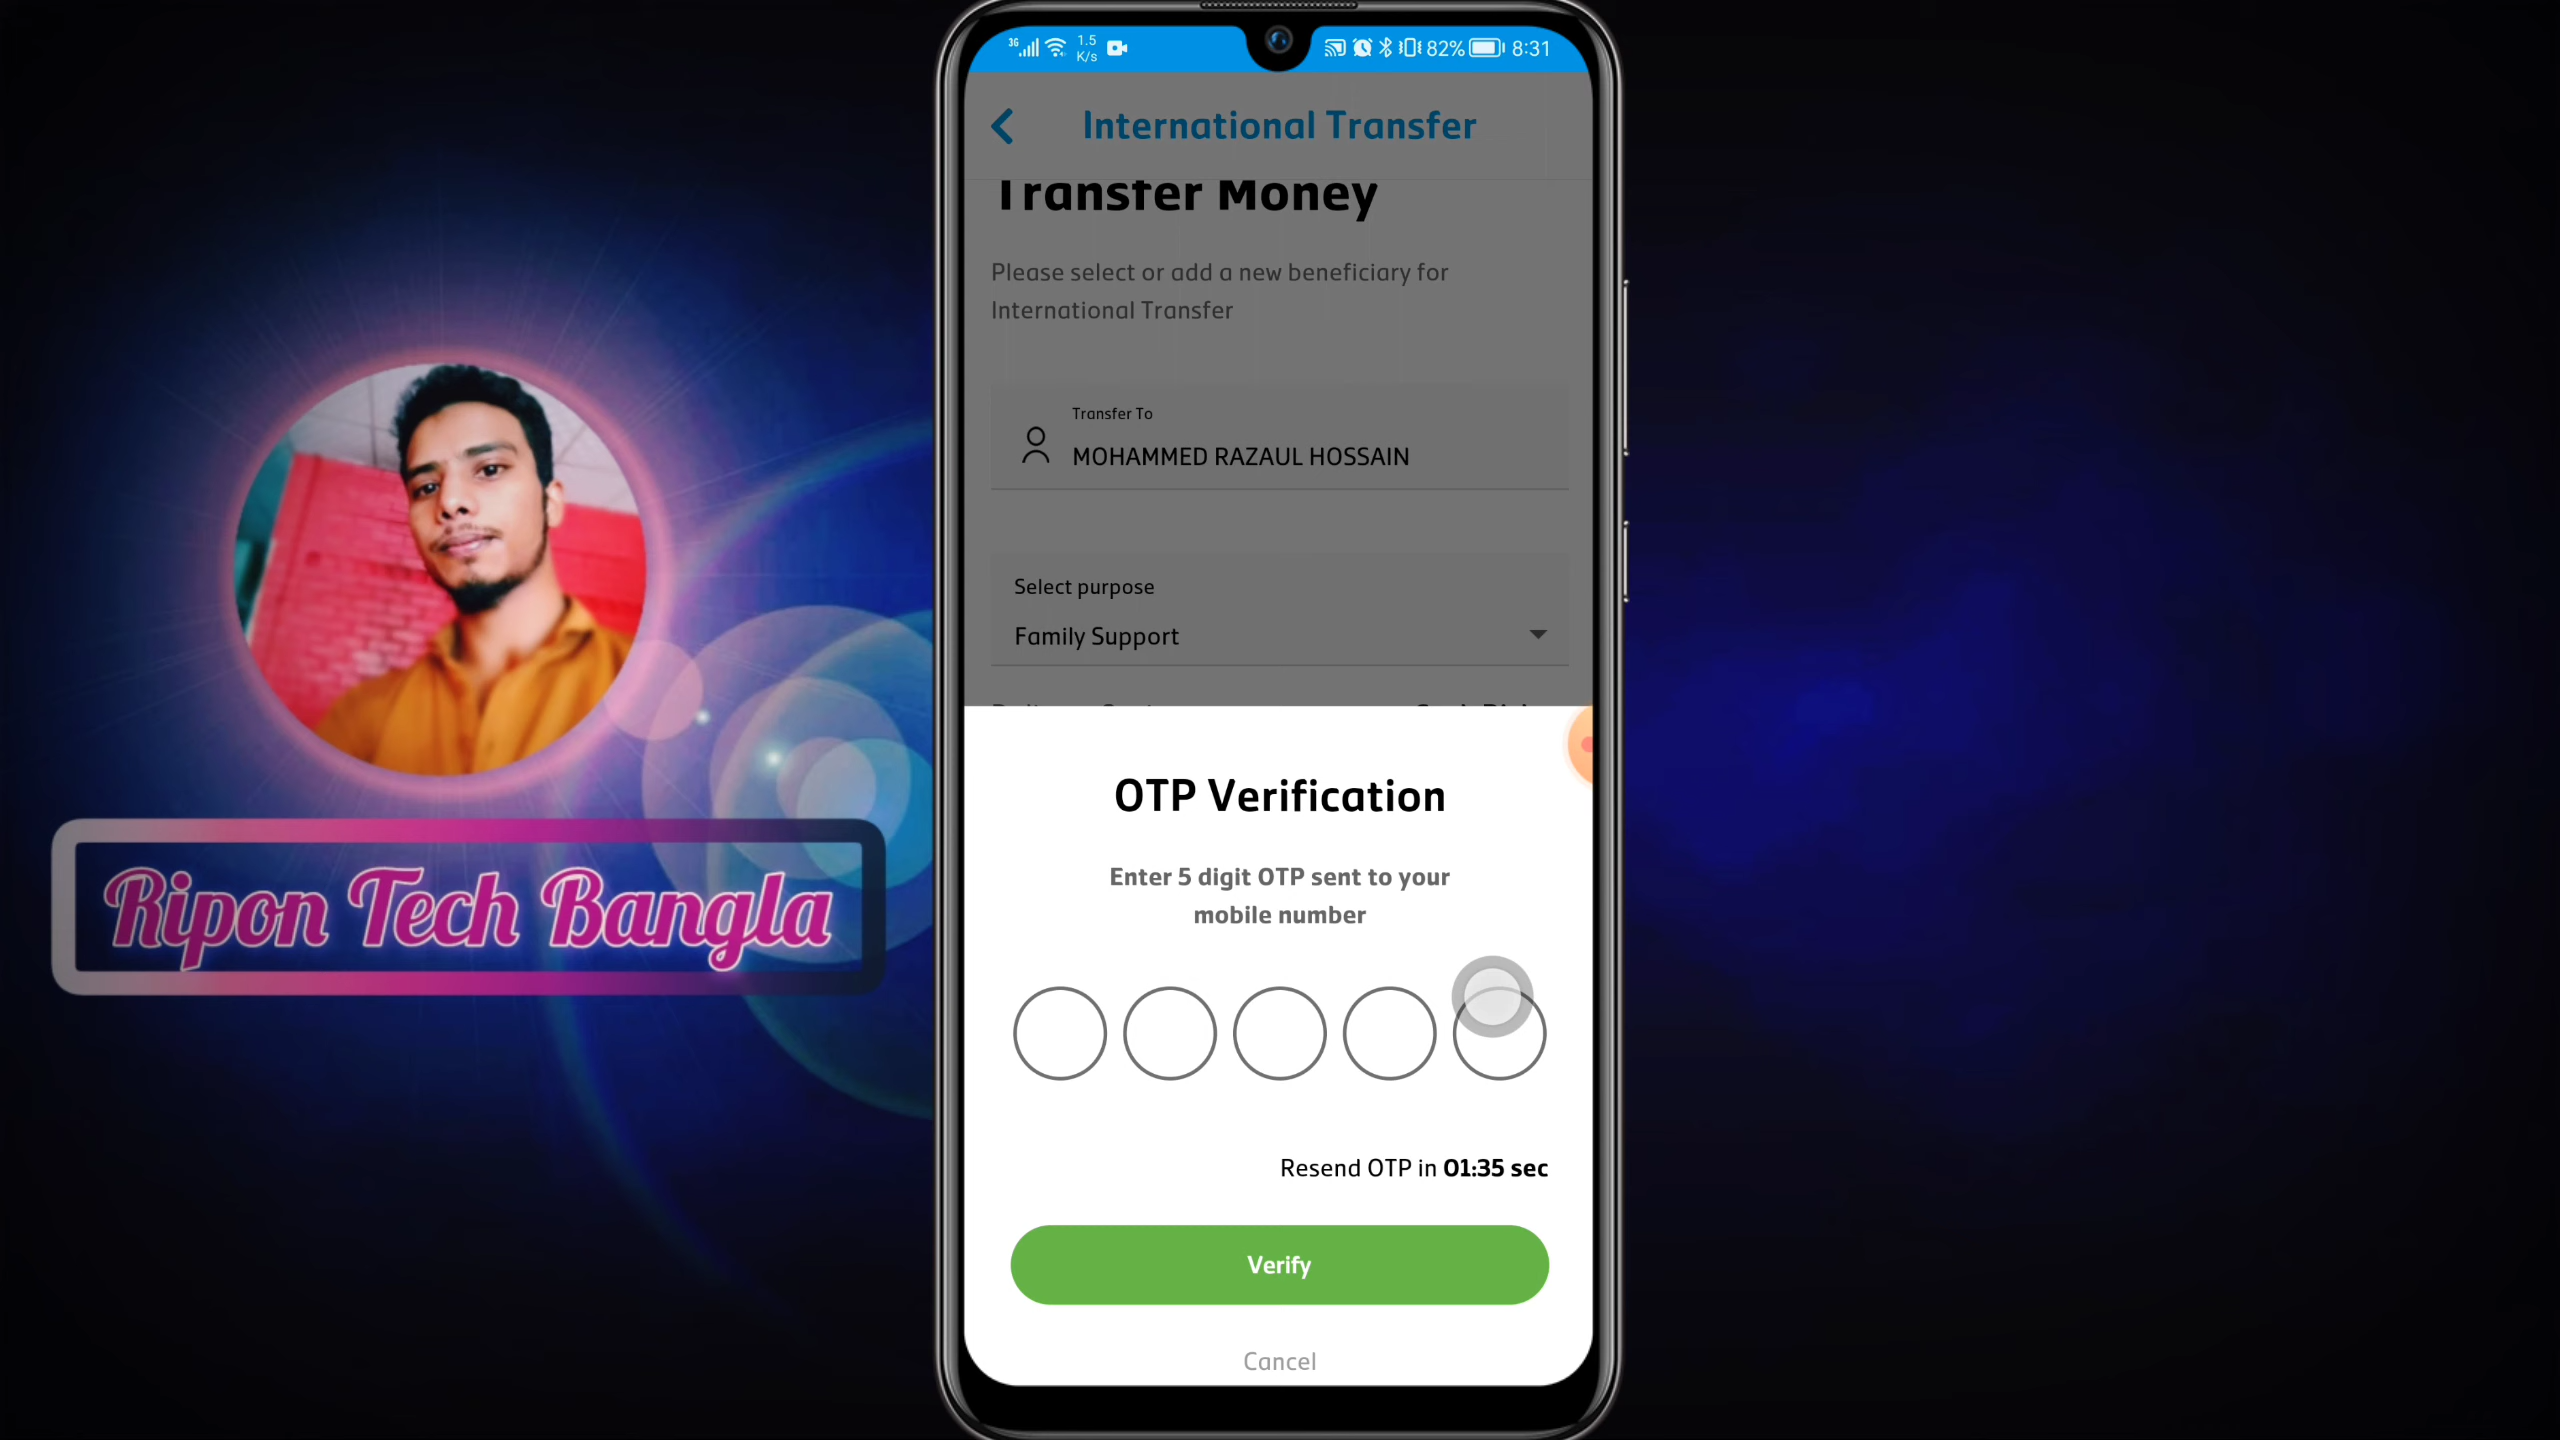 3G
1.5
K/s
82%
8:31
International Transfer
Transfer Money
Please select or add a new beneficiary for
International Transfer
Transfer To
MOHAMMED RAZAUL HOSSAIN
Select purpose
Family Support
OTP Verification
Enter 5 digit OTP sent to your
mobile number
Resend OTP in 01:35 sec
Verify
Cancel
Ripon Tech Bangla